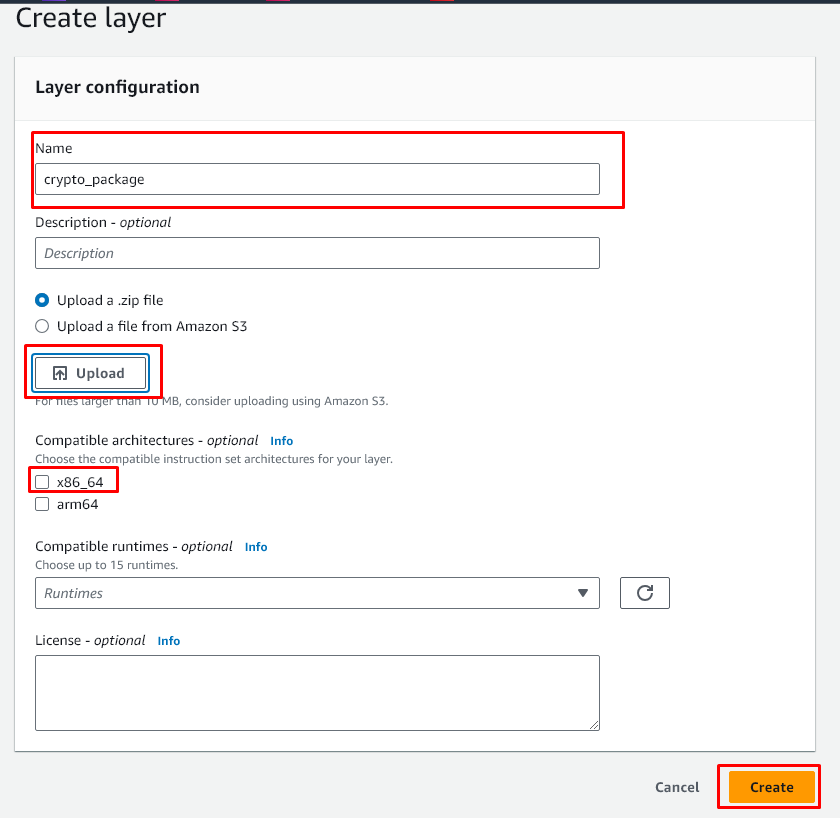 Create layer
Layer configuration
Name
crypto_package
Description - optional
Description
Upload a .zip file
Upload a file from Amazon S3
Upload
For files larger than 10 MB, consider uploading using Amazon S3.
Compatible architectures - optional Info
Choose the compatible instruction set architectures for your layer.
x86_64
arm64
Compatible runtimes - optional Info
Choose up to 15 runtimes.
Runtimes
License - optional Info
Cancel Create